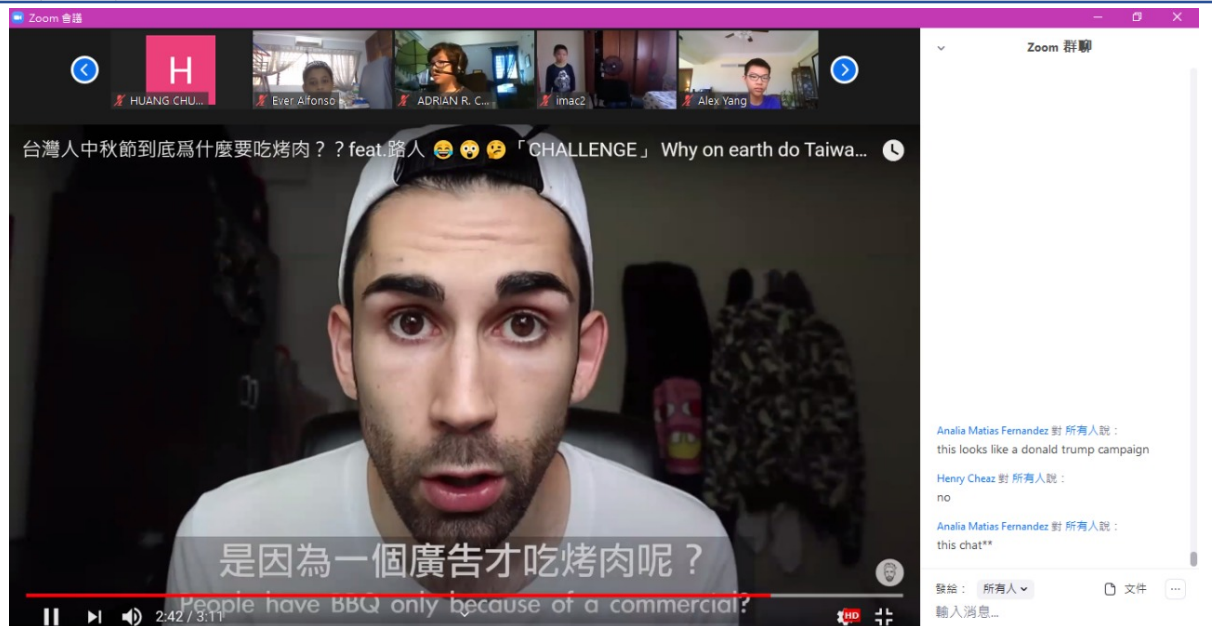 Zoom 會議
H
HUANG CHU...
Ever Alfonso
ADRIAN R. C...
imac2
Alex Yang
台灣人中秋節到底爲什麼要吃烤肉？？feat.路人 😂 😲 🤔「CHALLENGE」 Why on earth do Taiwa...
是因為一個廣告才吃烤肉呢？
People have BBQ only because of a commercial?
2:42 / 3:11
HD
Zoom 群聊
Analia Matias Fernandez 對 所有人說：
this looks like a donald trump campaign
Henry Cheaz 對 所有人說：
no
Analia Matias Fernandez 對 所有人說：
this chat**
發給： 所有人
文件
...
輸入消息...